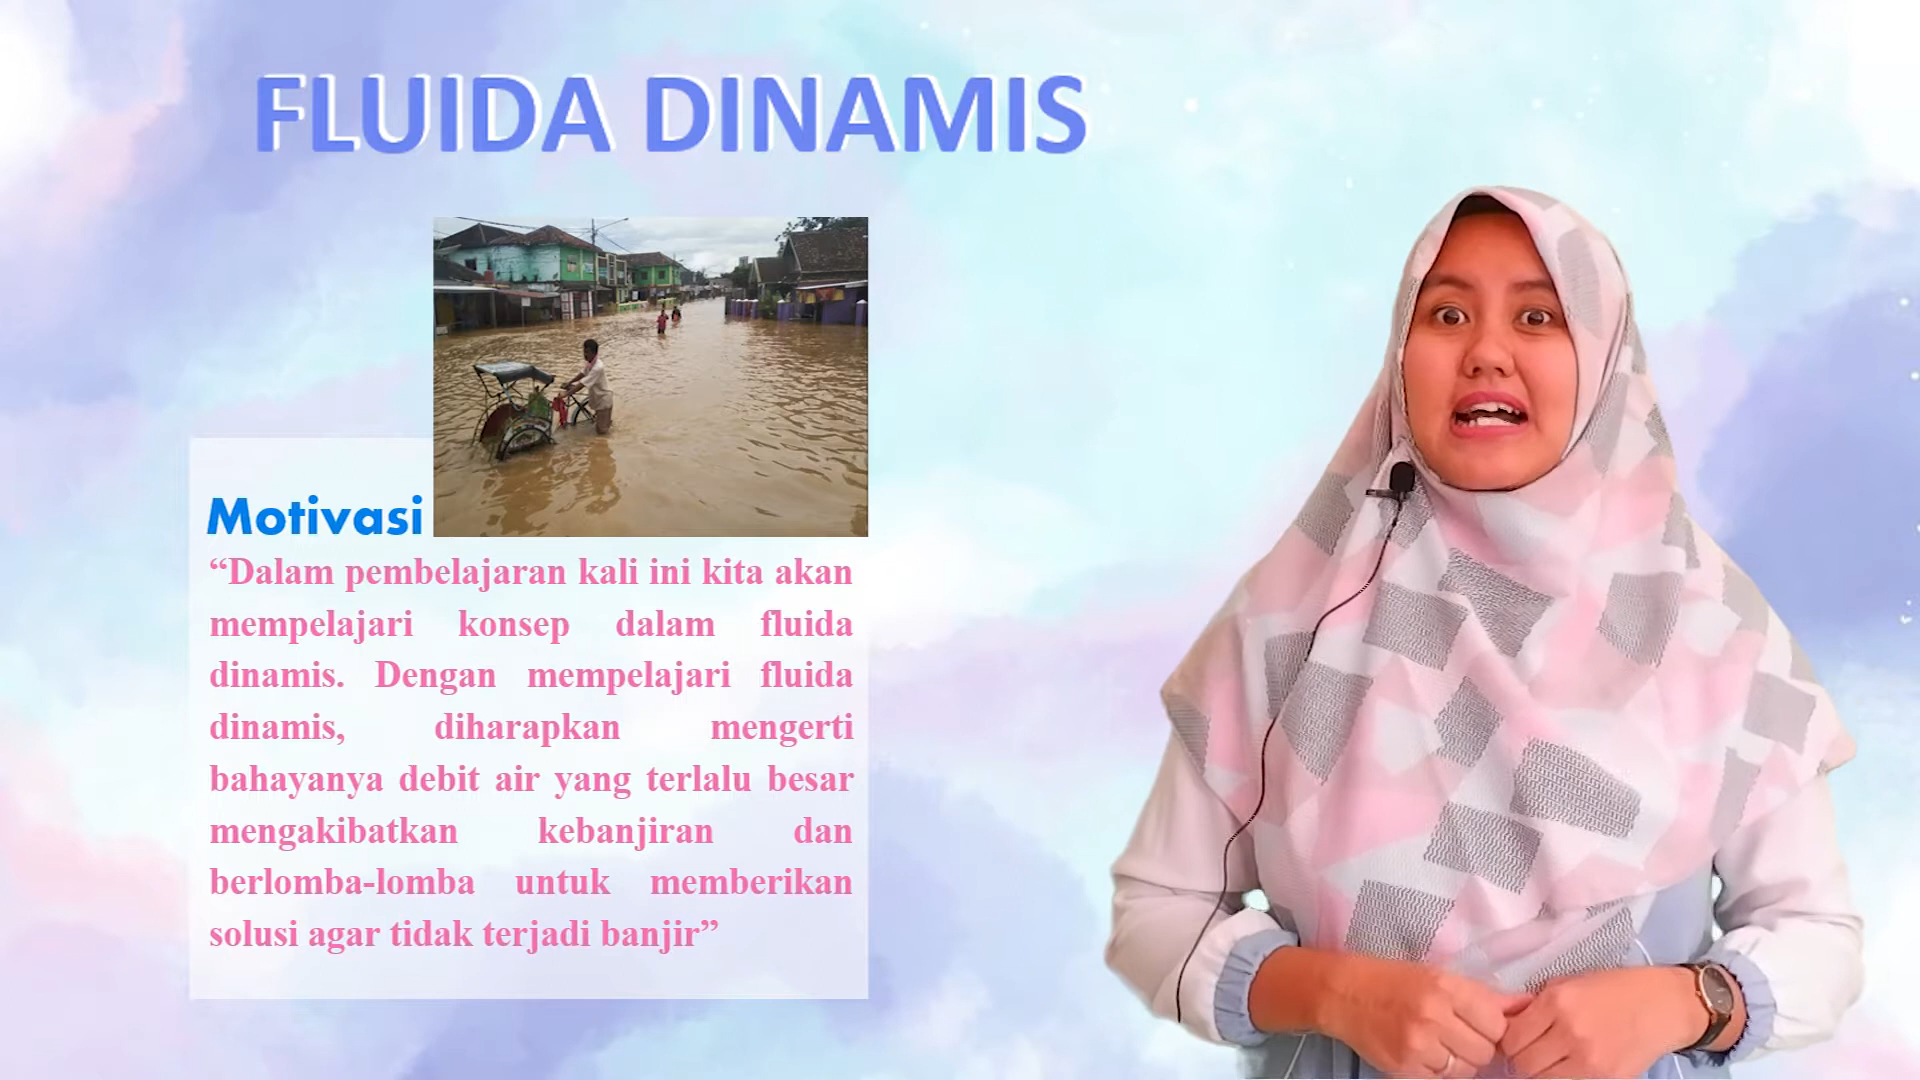 FLUIDA DINAMIS
Motivasi
“Dalam pembelajaran kali ini kita akan
mempelajari konsep dalam fluida
dinamis. Dengan mempelajari fluida
dinamis, diharapkan mengerti
bahayanya debit air yang terlalu besar
mengakibatkan kebanjiran dan
berlomba-lomba untuk memberikan
solusi agar tidak terjadi banjir”